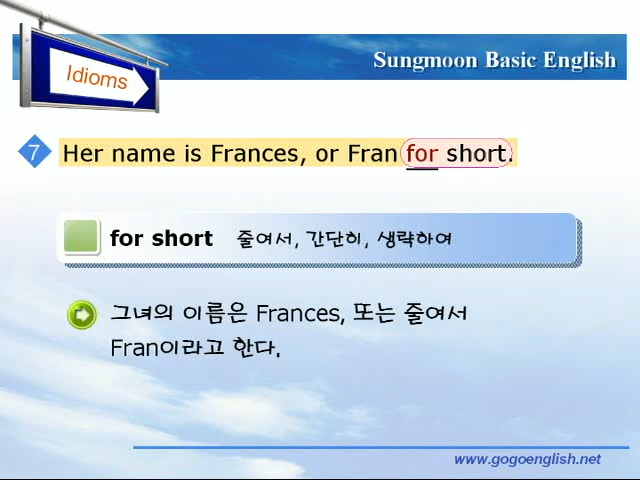 Idioms
Sungmoon Basic English
7 Her name is Frances, or Fran for short.
for short 줄여서, 간단히, 생략하여
그녀의 이름은 Frances, 또는 줄여서
Fran이라고 한다.
www.gogoenglish.net